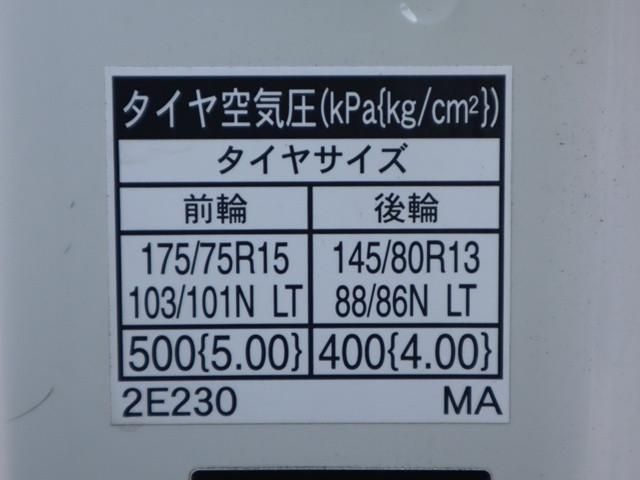 タイヤ空気圧(kPa{kg/cm²})
タイヤサイズ
前輪 後輪
175/75R15 145/80R13
103/101N LT 88/86N LT
500{5.00} 400{4.00}
2E230 MA